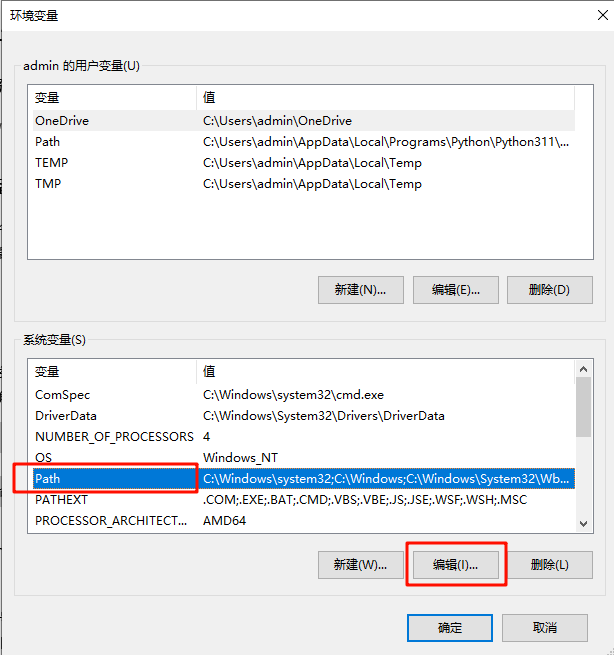 环境变量
admin 的用户变量(U)
变量 值
OneDrive C:\Users\admin\OneDrive
Path C:\Users\admin\AppData\Local\Programs\Python\Python311\...
TEMP C:\Users\admin\AppData\Local\Temp
TMP C:\Users\admin\AppData\Local\Temp
新建(N)... 编辑(E)... 删除(D)
系统变量(S)
变量 值
ComSpec C:\Windows\system32\cmd.exe
DriverData C:\Windows\System32\Drivers\DriverData
NUMBER_OF_PROCESSORS 4
OS Windows_NT
Path C:\Windows\system32;C:\Windows;C:\Windows\System32\Wb...
PATHEXT .COM;.EXE;.BAT;.CMD;.VBS;.VBE;.JS;.JSE;.WSF;.WSH;.MSC
PROCESSOR_ARCHITECT... AMD64
新建(W)... 编辑(I)... 删除(L)
确定 取消